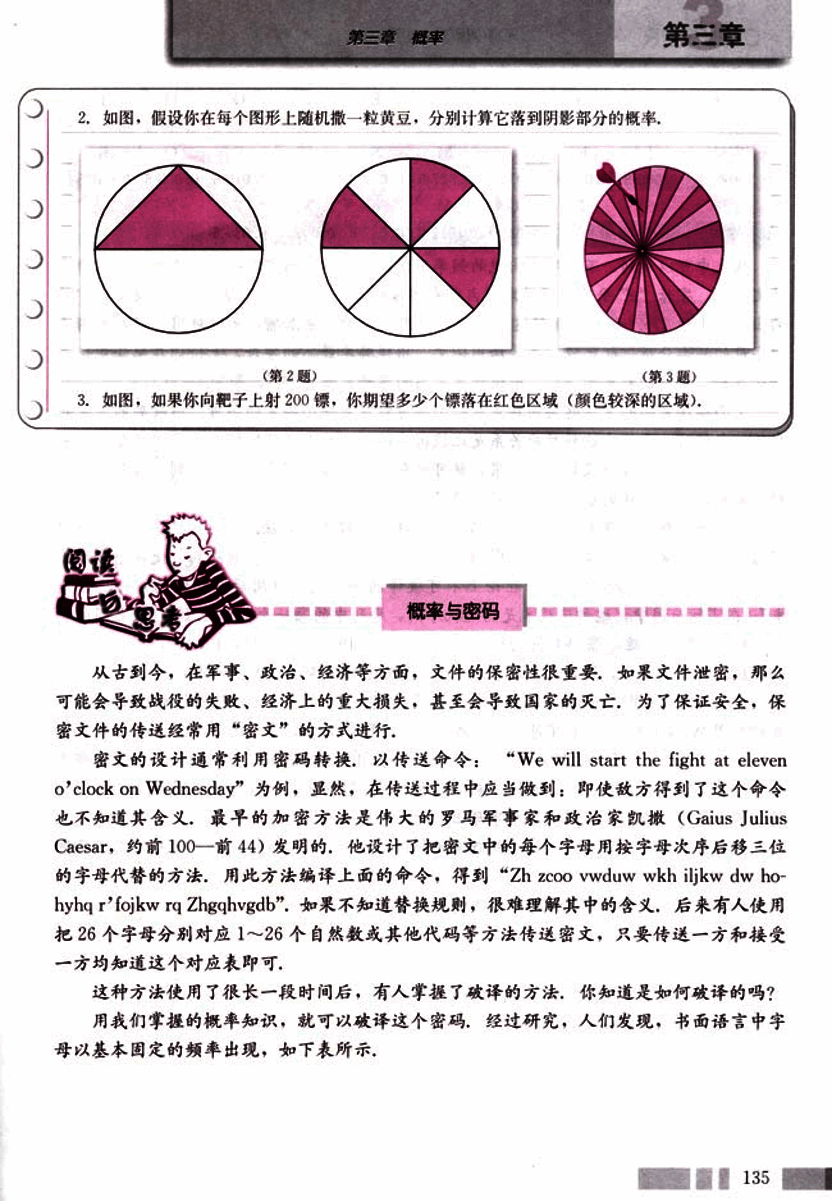 第三章 概率
第三章
2. 如图，假设你在每个图形上随机撒一粒黄豆，分别计算它落到阴影部分的概率.
(第 2 题)
(第 3 题)
3. 如图，如果你向靶子上射 200 镖，你期望多少个镖落在红色区域（颜色较深的区域）.
阅读
与
思考
概率与密码
从古到今，在军事、政治、经济等方面，文件的保密性很重要. 如果文件泄密，那么
可能会导致战役的失败、经济上的重大损失，甚至会导致国家的灭亡. 为了保证安全，保
密文件的传送经常用“密文”的方式进行.
密文的设计通常利用密码转换. 以传送命令： “We will start the fight at eleven
o’clock on Wednesday”为例，显然，在传送过程中应当做到：即使敌方得到了这个命令
也不知道其含义. 最早的加密方法是伟大的罗马军事家和政治家凯撒（Gaius Julius
Caesar，约前 100—前 44）发明的. 他设计了把密文中的每个字母用按字母次序后移三位
的字母代替的方法. 用此方法编译上面的命令，得到“Zh zcoo vwduw wkh iljkw dw ho-
hyhq r’fojkw rq Zhgqhvgdb”. 如果不知道替换规则，很难理解其中的含义. 后来有人使用
把 26 个字母分别对应 1～26 个自然数或其他代码等方法传送密文，只要传送一方和接受
一方均知道这个对应表即可.
这种方法使用了很长一段时间后，有人掌握了破译的方法. 你知道是如何破译的吗？
用我们掌握的概率知识，就可以破译这个密码. 经过研究，人们发现，书面语言中字
母以基本固定的频率出现，如下表所示.
135